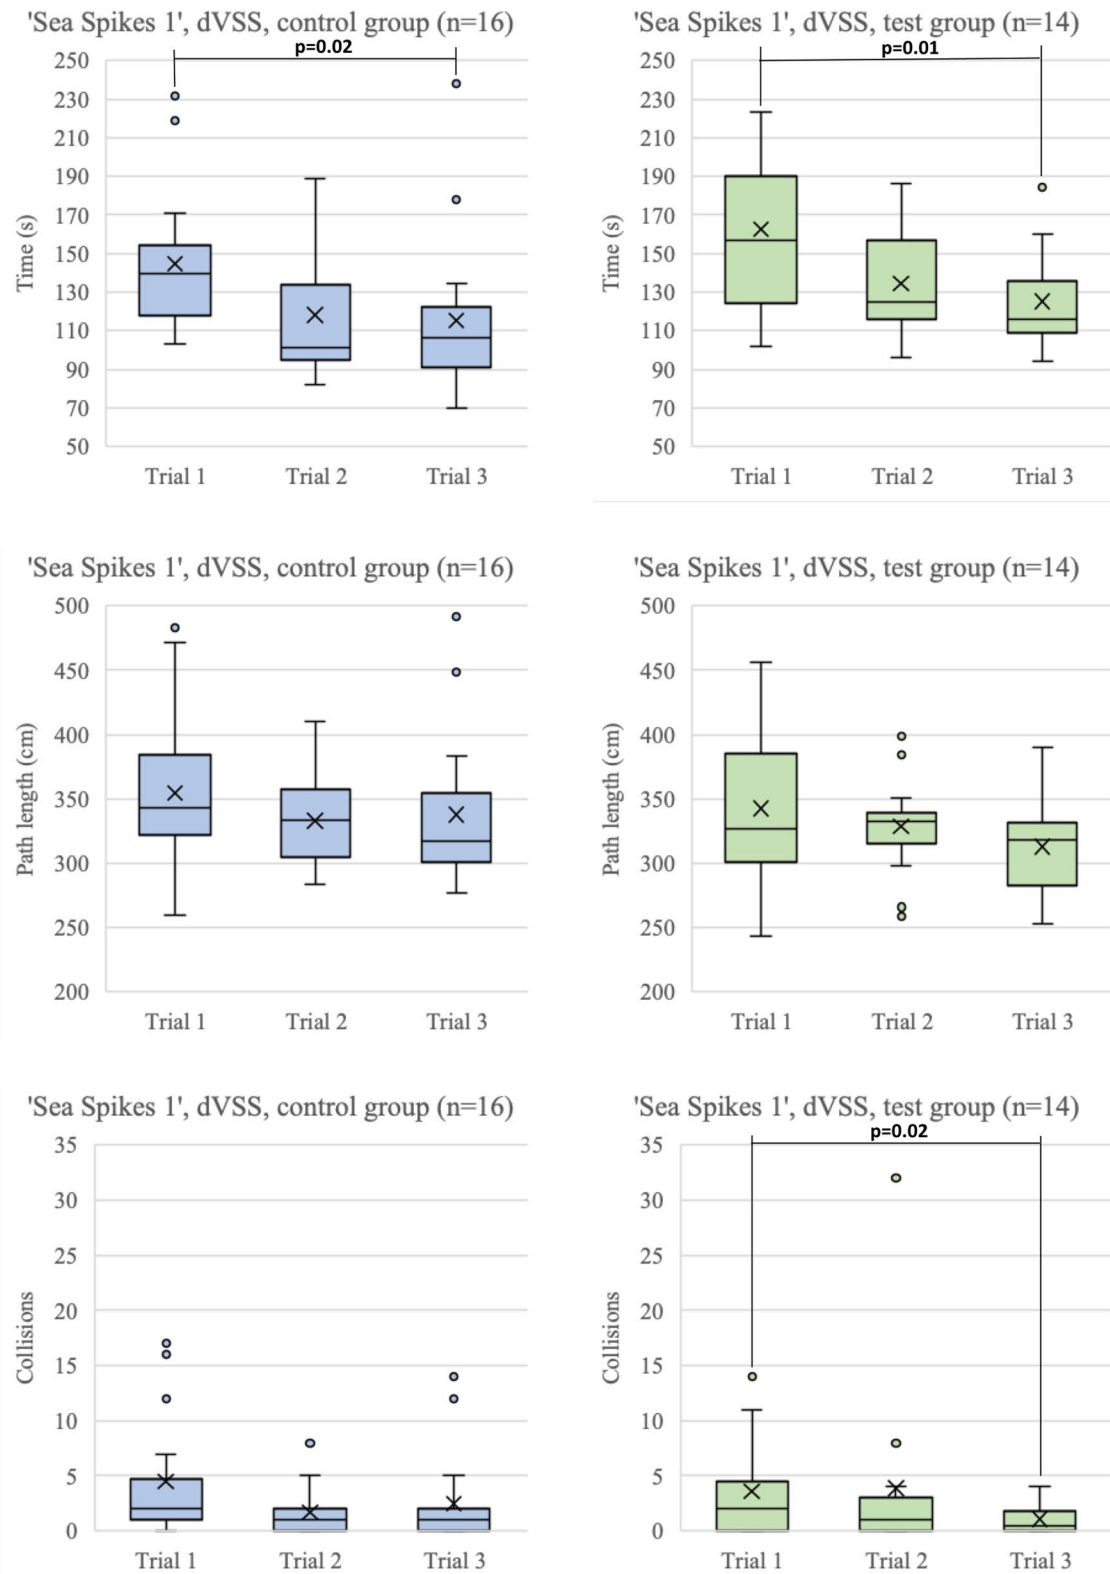 'Sea Spikes 1', dVSS, control group (n=16)
p=0.02
250
230
210
190
170
150
130
110
90
70
50
Time (s)
Trial 1 Trial 2 Trial 3
'Sea Spikes 1', dVSS, test group (n=14)
p=0.01
250
230
210
190
170
150
130
110
90
70
50
Time (s)
Trial 1 Trial 2 Trial 3
'Sea Spikes 1', dVSS, control group (n=16)
500
450
400
350
300
250
200
Path length (cm)
Trial 1 Trial 2 Trial 3
'Sea Spikes 1', dVSS, test group (n=14)
500
450
400
350
300
250
200
Path length (cm)
Trial 1 Trial 2 Trial 3
'Sea Spikes 1', dVSS, control group (n=16)
35
30
25
20
15
10
5
0
Collisions
Trial 1 Trial 2 Trial 3
'Sea Spikes 1', dVSS, test group (n=14)
p=0.02
35
30
25
20
15
10
5
0
Collisions
Trial 1 Trial 2 Trial 3